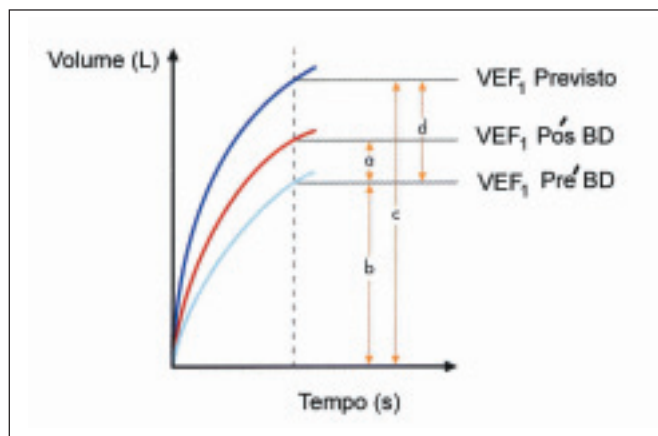 Volume (L)
VEF₁ Previsto
d
VEF₁ Pós BD
a
VEF₁ Pré BD
c
b
Tempo (s)